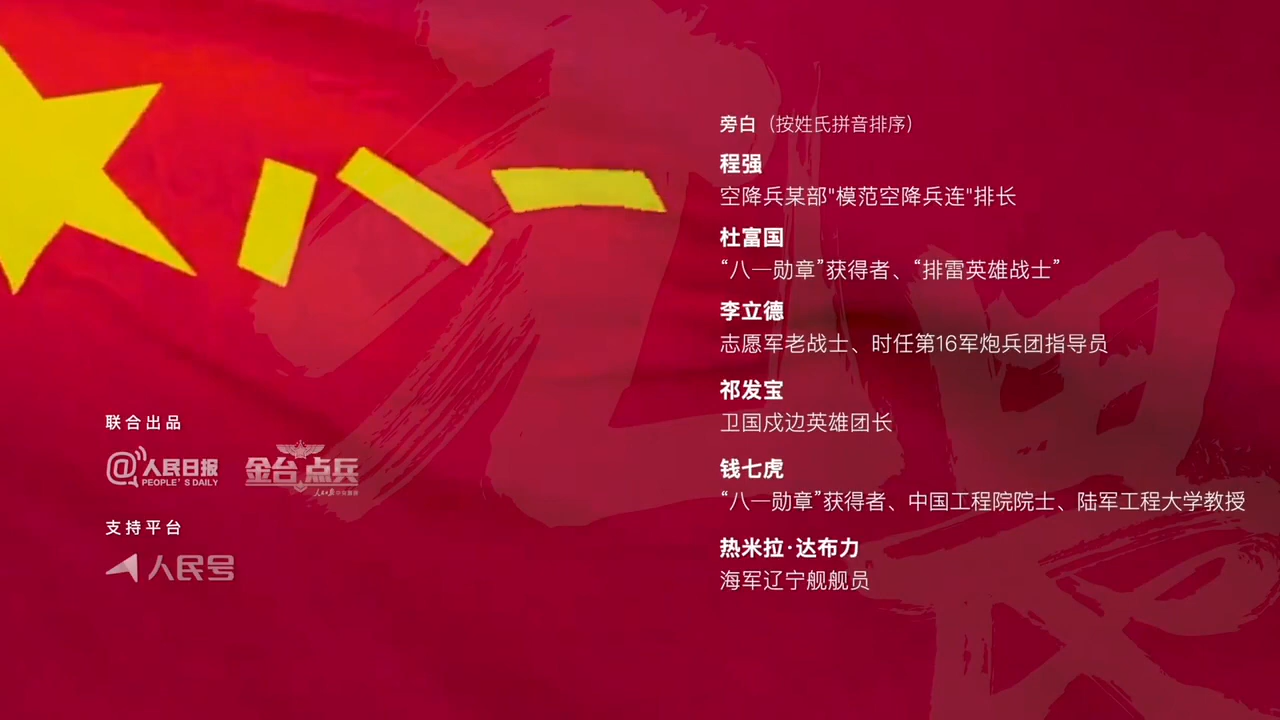 八一
旁白（按姓氏拼音排序）
程强
空降兵某部"模范空降兵连"排长
杜富国
“八一勋章”获得者、“排雷英雄战士”
李立德
志愿军老战士、时任第16军炮兵团指导员
祁发宝
卫国戍边英雄团长
钱七虎
“八一勋章”获得者、中国工程院院士、陆军工程大学教授
热米拉·达布力
海军辽宁舰舰员
联合出品
@人民日报
PEOPLE'S DAILY
金台点兵
支持平台
人民号